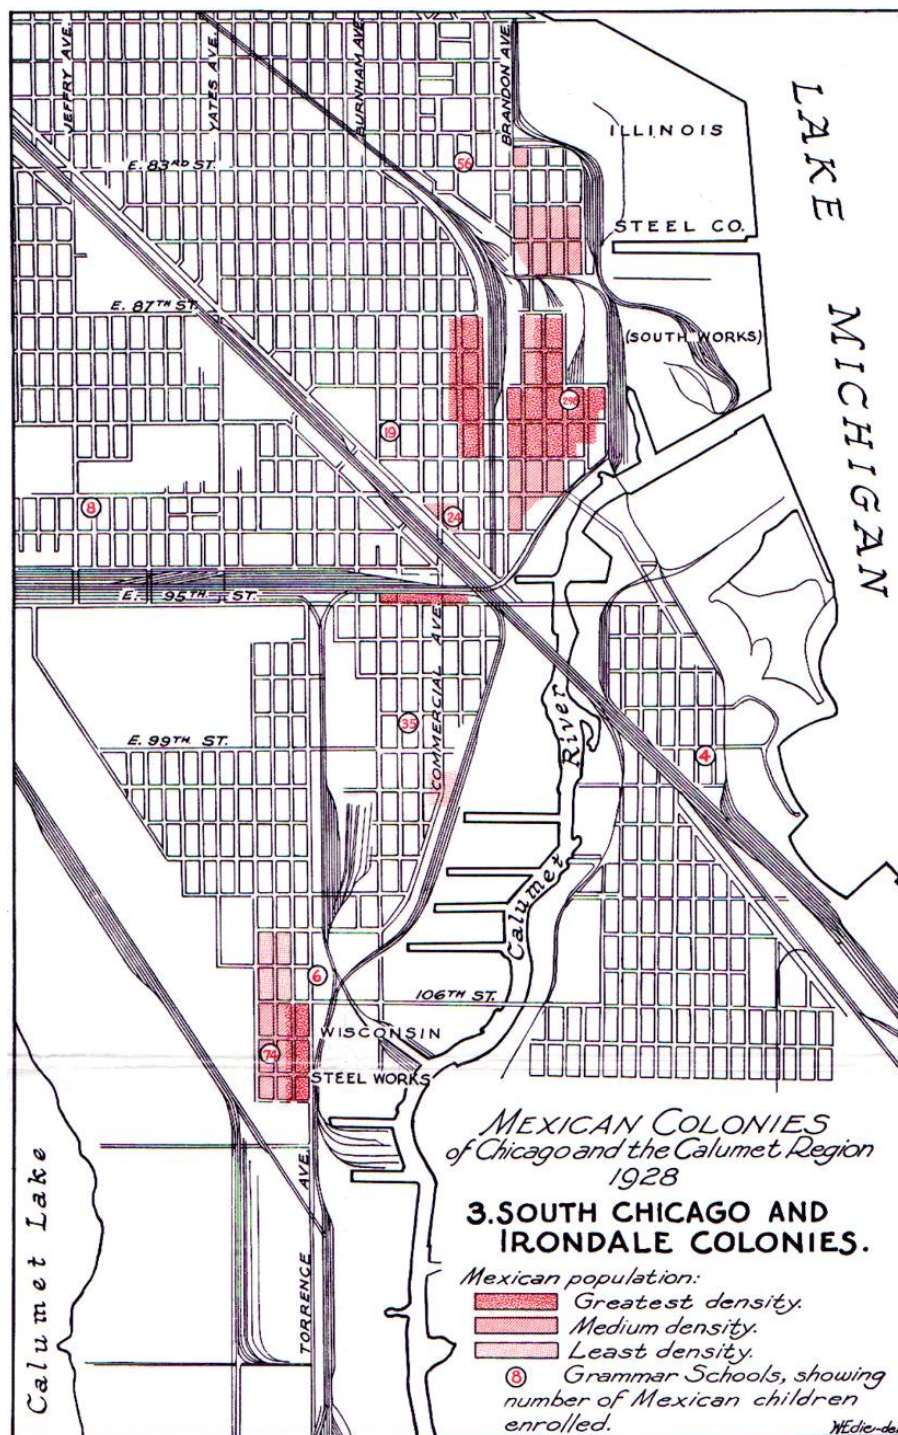 JEFFRY AVE.
YATES AVE.
BURNHAM AVE.
BRANDON AVE.
ILLINOIS
STEEL CO.
(SOUTH WORKS)
LAKE MICHIGAN
E. 83RD ST.
56
E. 87TH ST.
19
8
24
E. 95TH ST.
COMMERCIAL AVE.
35
E. 99TH ST.
4
Calumet River
6
106TH ST.
WISCONSIN
STEEL WORKS
74
TORRENCE AVE.
Calumet Lake
MEXICAN COLONIES
of Chicago and the Calumet Region
1928
3. SOUTH CHICAGO AND
IRONDALE COLONIES.
Mexican population:
Greatest density.
Medium density.
Least density.
8 Grammar Schools, showing
number of Mexican children
enrolled.